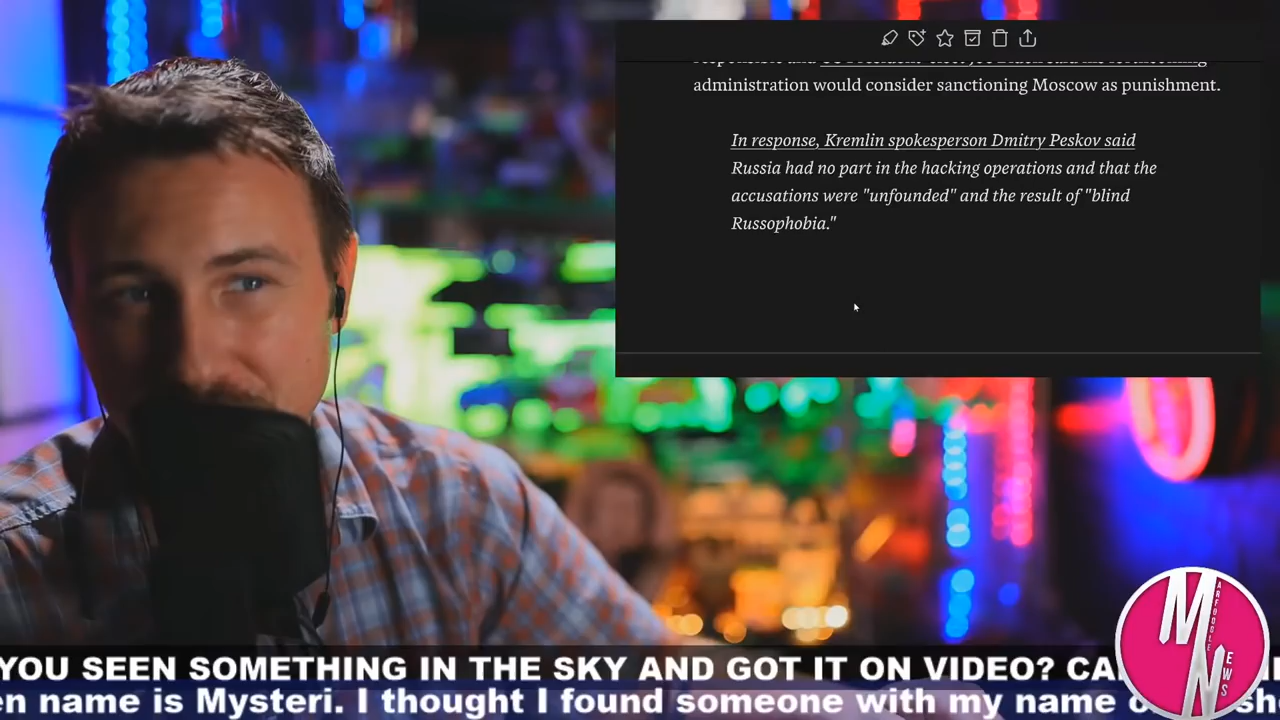 administration would consider sanctioning Moscow as punishment.
In response, Kremlin spokesperson Dmitry Peskov said
Russia had no part in the hacking operations and that the
accusations were "unfounded" and the result of "blind
Russophobia."
MARFOOGLE
NEWS
YOU SEEN SOMETHING IN THE SKY AND GOT IT ON VIDEO?
name is Mysteri. I thought I found someone with my name